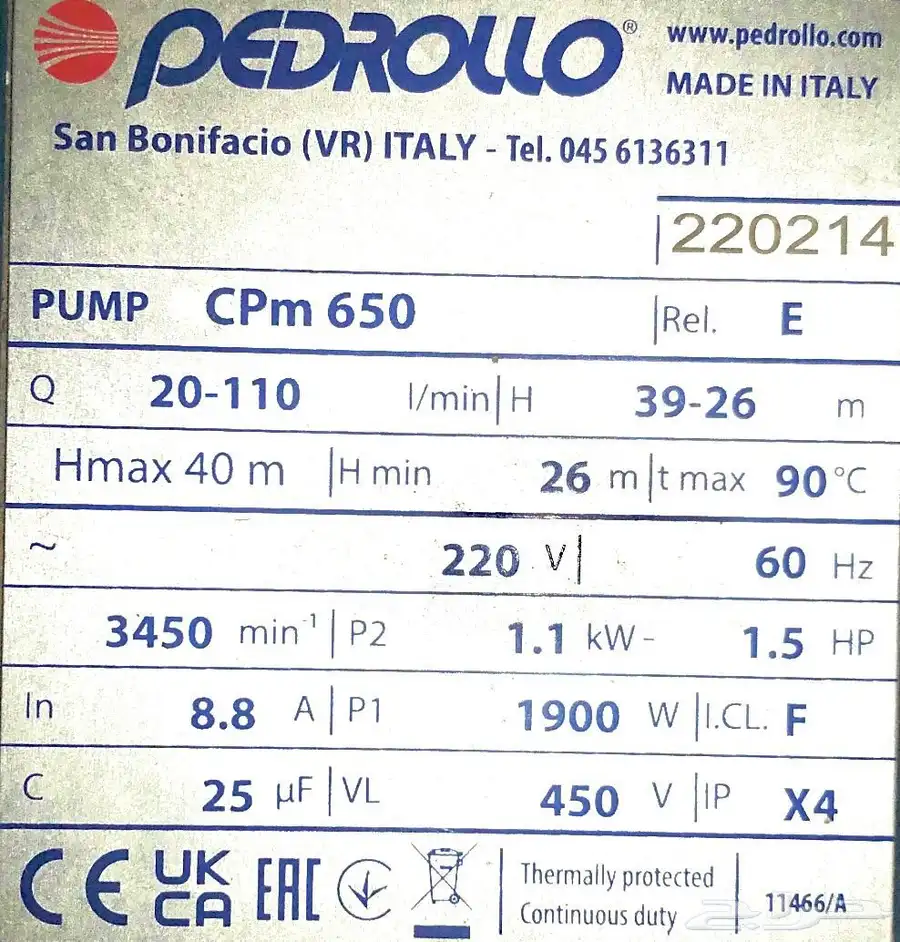 PEDROLLO® www.pedrollo.com
MADE IN ITALY
San Bonifacio (VR) ITALY - Tel. 045 6136311
220214
PUMP CPm 650 Rel. E
Q 20-110 l/min H 39-26 m
Hmax 40 m H min 26 m t max 90 °C
~ 220 V 60 Hz
3450 min-1 P2 1.1 kW - 1.5 HP
In 8.8 A P1 1900 W I.CL. F
C 25 µF VL 450 V IP X4
CE UK CA EAC Thermally protected
Continuous duty 11466/A